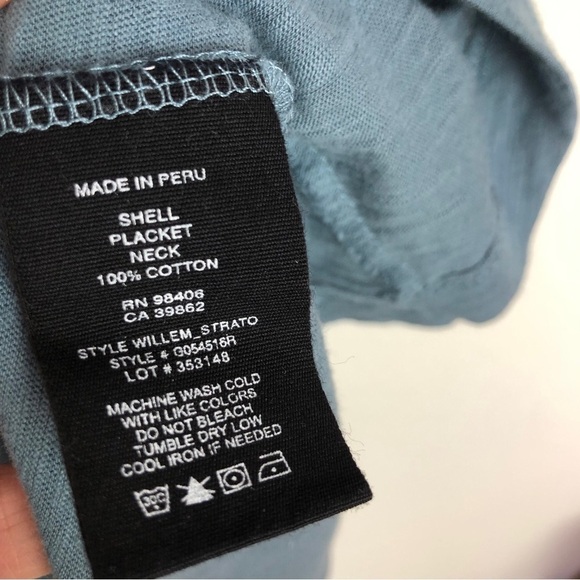 MADE IN PERU
SHELL
PLACKET
NECK
100% COTTON
RN 98406
CA 39862
STYLE WILLEM_STRATO
STYLE # G054516R
LOT # 353148
MACHINE WASH COLD
WITH LIKE COLORS
DO NOT BLEACH
TUMBLE DRY LOW
COOL IRON IF NEEDED
30C